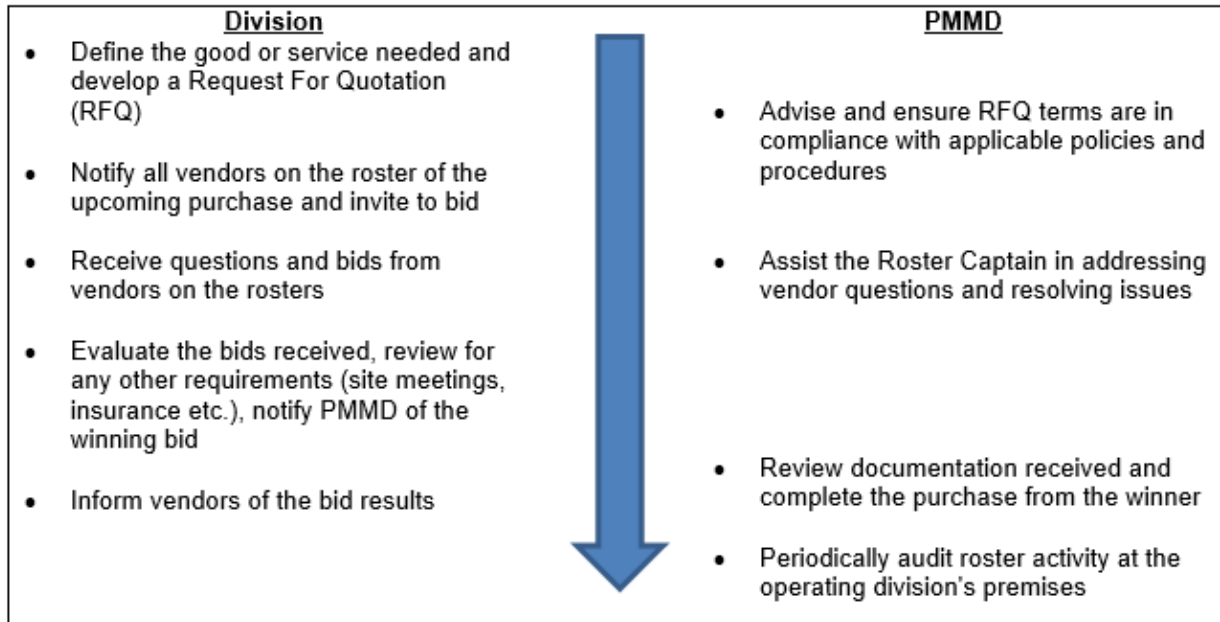 Division
• Define the good or service needed and
develop a Request For Quotation
(RFQ)
• Notify all vendors on the roster of the
upcoming purchase and invite to bid
• Receive questions and bids from
vendors on the rosters
• Evaluate the bids received, review for
any other requirements (site meetings,
insurance etc.), notify PMMD of the
winning bid
• Inform vendors of the bid results
PMMD
• Advise and ensure RFQ terms are in
compliance with applicable policies and
procedures
• Assist the Roster Captain in addressing
vendor questions and resolving issues
• Review documentation received and
complete the purchase from the winner
• Periodically audit roster activity at the
operating division's premises